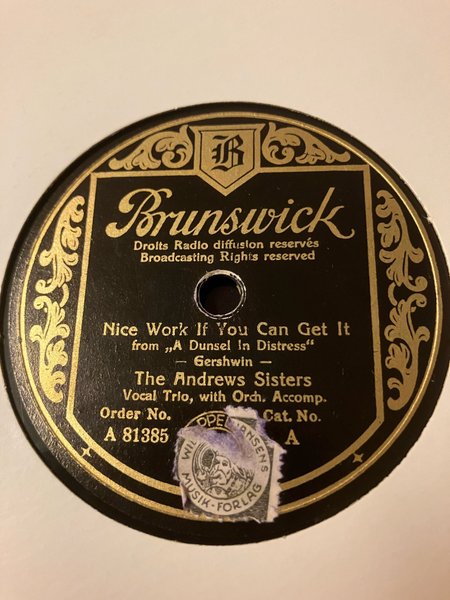 B
Brunswick
Droits Radio diffusion reservés
Broadcasting Rights reserved
Nice Work If You Can Get It
from „A Dunsel In Distress“
- Gershwin -
The Andrews Sisters
Vocal Trio, with Orch. Accomp.
Order No. Cat. No.
A 81385 A
MUSIK-FORLAG